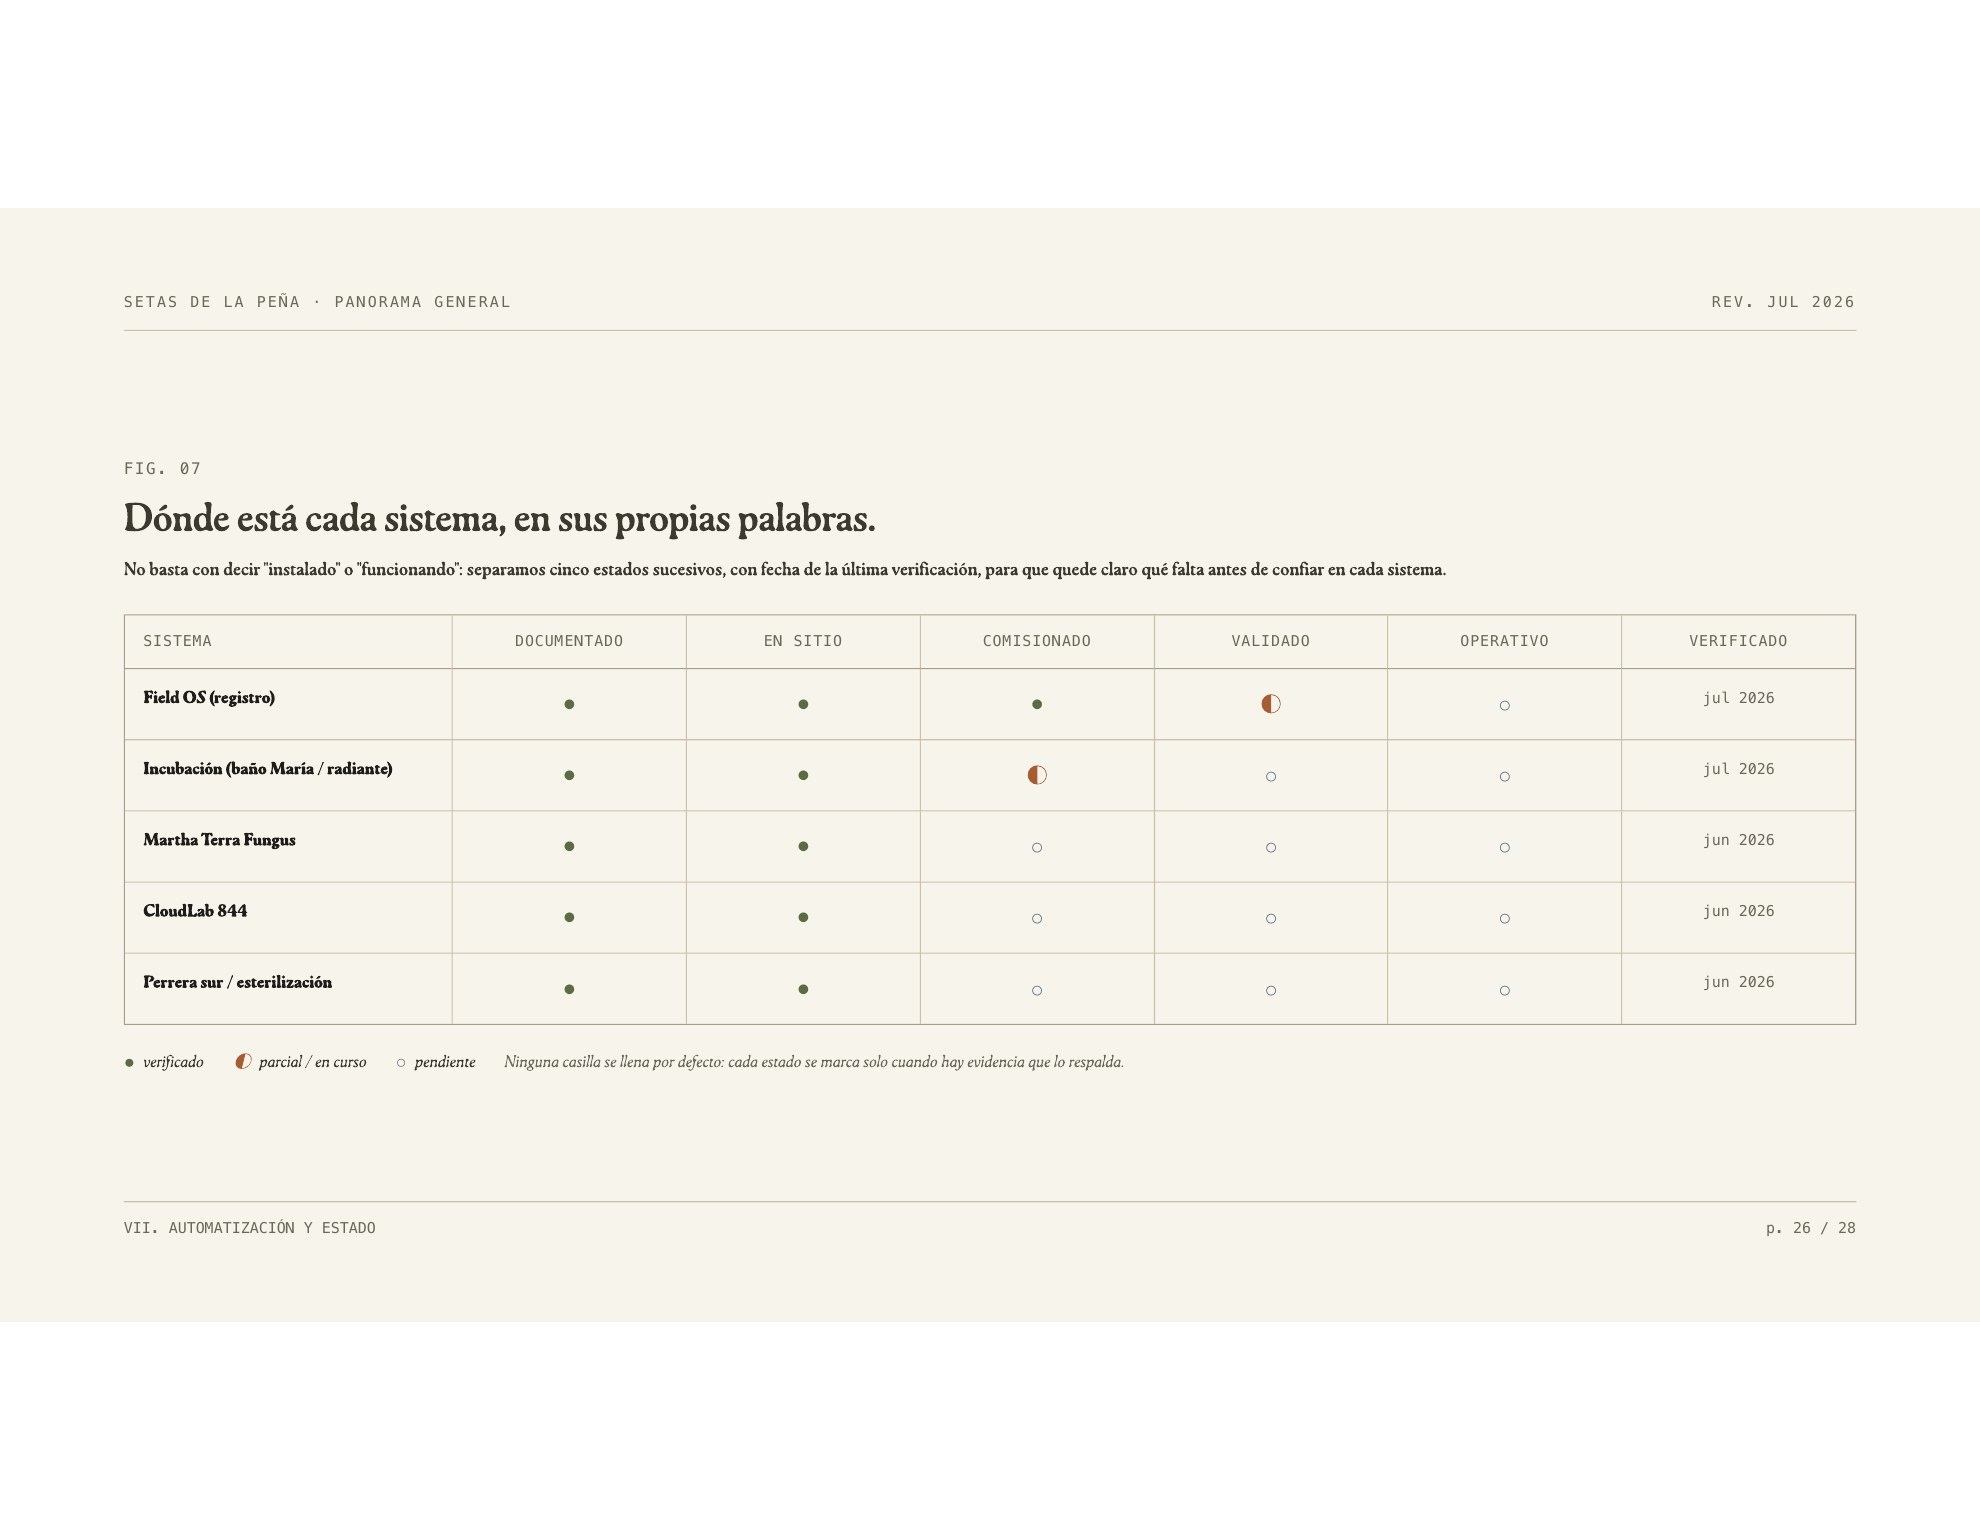 SETAS DE LA PEÑA · PANORAMA GENERAL
REV. JUL 2026
FIG. 07
Dónde está cada sistema, en sus propias palabras.
No basta con decir "instalado" o "funcionando": separamos cinco estados sucesivos, con fecha de la última verificación, para que quede claro qué falta antes de confiar en cada sistema.
SISTEMA DOCUMENTADO EN SITIO COMISIONADO VALIDADO OPERATIVO VERIFICADO
Field OS (registro) ● ● ● ◐ ○ jul 2026
Incubación (baño María / radiante) ● ● ◐ ○ ○ jul 2026
Martha Terra Fungus ● ● ○ ○ ○ jun 2026
CloudLab 844 ● ● ○ ○ ○ jun 2026
Perrera sur / esterilización ● ● ○ ○ ○ jun 2026
● verificado ◐ parcial / en curso ○ pendiente Ninguna casilla se llena por defecto: cada estado se marca solo cuando hay evidencia que lo respalda.
VII. AUTOMATIZACIÓN Y ESTADO
p. 26 / 28